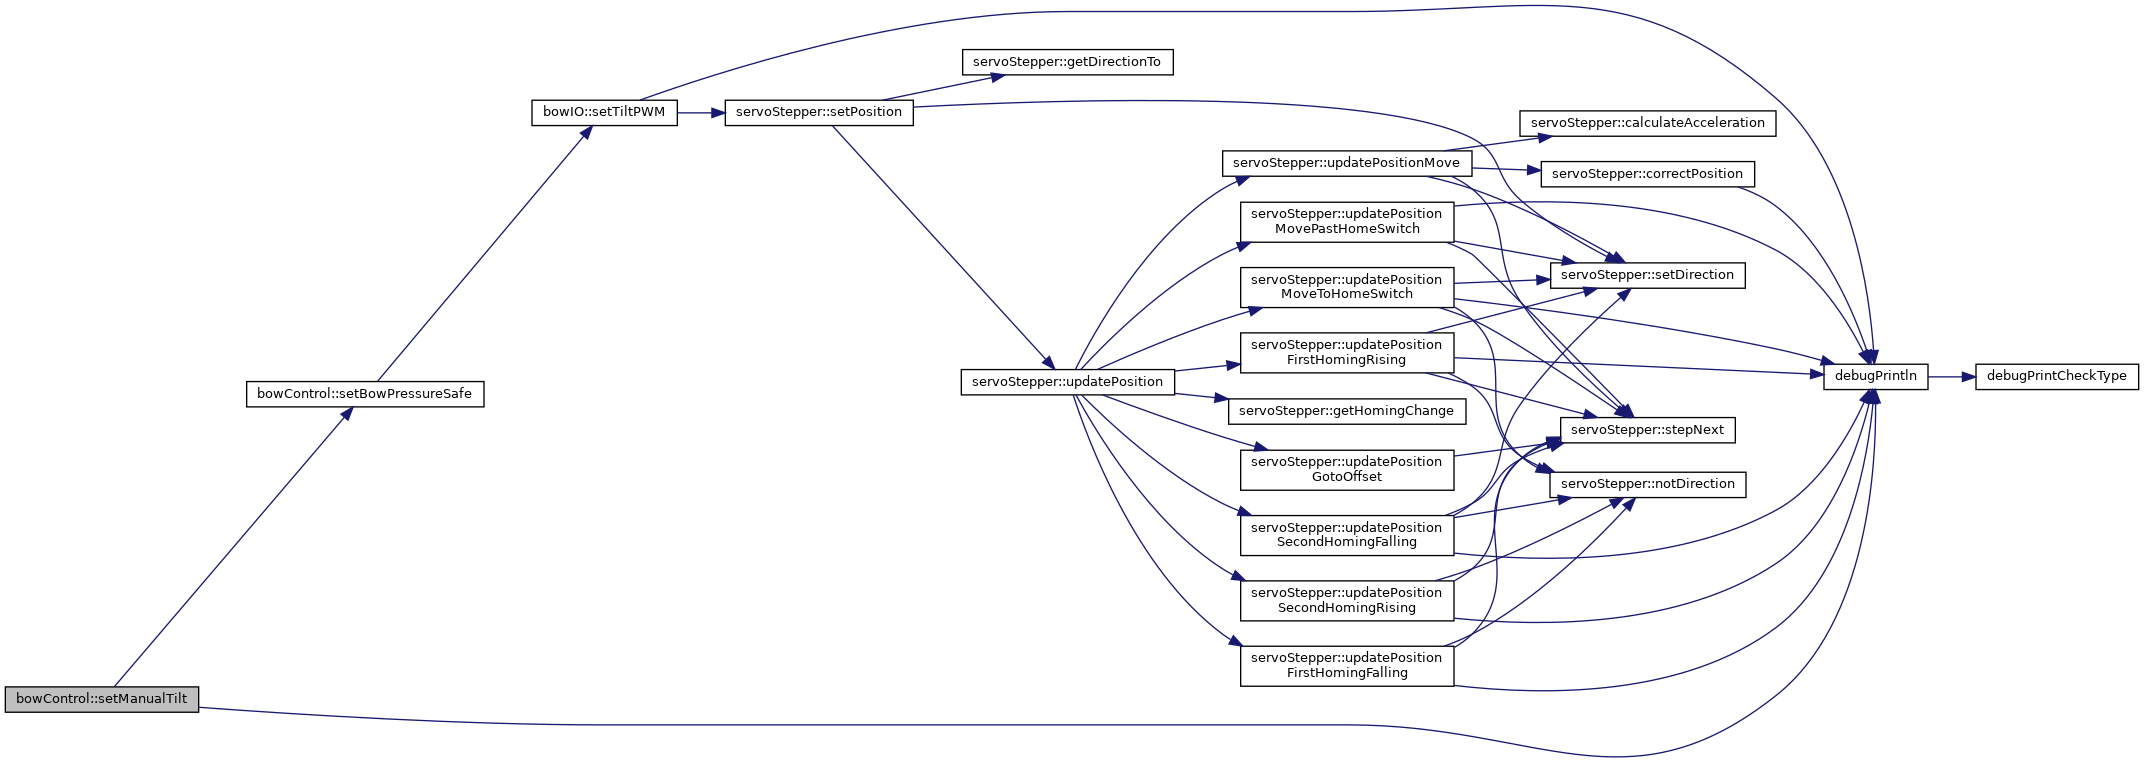 servoStepper::getDirectionTo
bowIO::setTiltPWM
servoStepper::setPosition
servoStepper::calculateAcceleration
servoStepper::updatePositionMove
servoStepper::correctPosition
servoStepper::updatePosition
MovePastHomeSwitch
servoStepper::setDirection
servoStepper::updatePosition
MoveToHomeSwitch
servoStepper::updatePosition
FirstHomingRising
servoStepper::updatePosition
debugPrintln
debugPrintCheckType
bowControl::setBowPressureSafe
servoStepper::getHomingChange
servoStepper::stepNext
servoStepper::updatePosition
GotoOffset
servoStepper::notDirection
servoStepper::updatePosition
SecondHomingFalling
servoStepper::updatePosition
SecondHomingRising
servoStepper::updatePosition
FirstHomingFalling
bowControl::setManualTilt